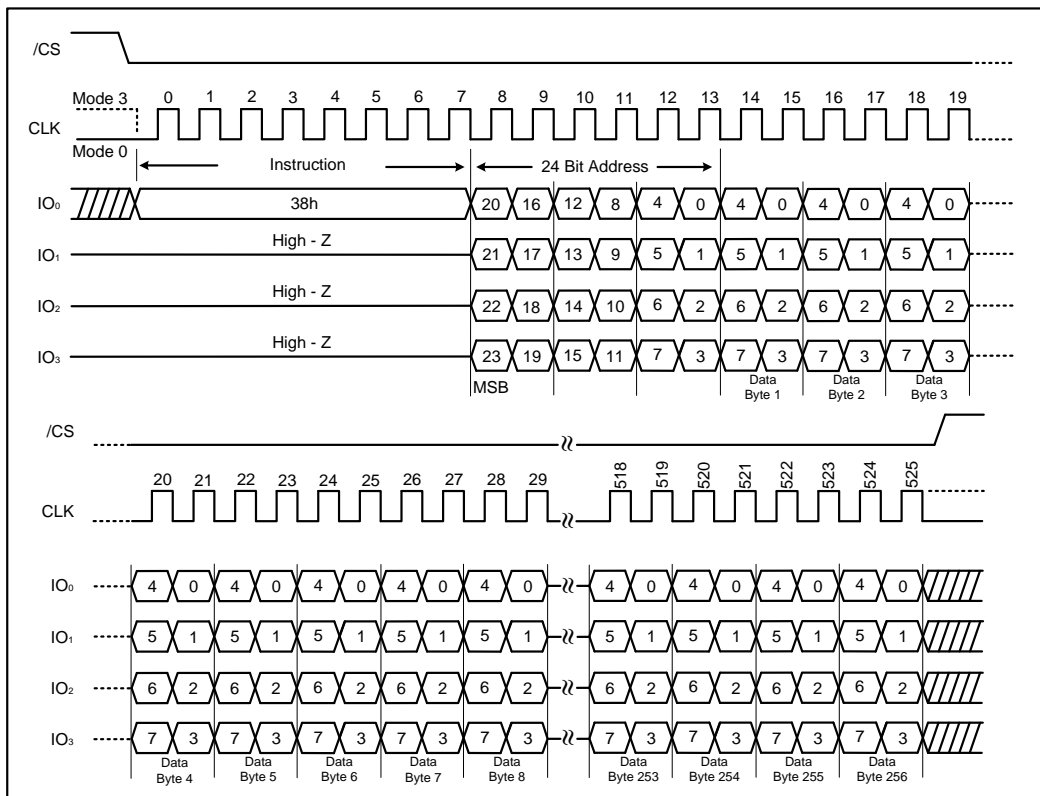 /CS
Mode 3 0 1 2 3 4 5 6 7 8 9 10 11 12 13 14 15 16 17 18 19
CLK
Mode 0
Instruction 24 Bit Address
IO₀ 38h 20 16 12 8 4 0 4 0 4 0 4 0
High - Z
IO₁ 21 17 13 9 5 1 5 1 5 1 5 1
High - Z
IO₂ 22 18 14 10 6 2 6 2 6 2 6 2
High - Z
IO₃ 23 19 15 11 7 3 7 3 7 3 7 3
MSB
Data Data Data
Byte 1 Byte 2 Byte 3
/CS
20 21 22 23 24 25 26 27 28 29 518 519 520 521 522 523 524 525
CLK
IO₀ 4 0 4 0 4 0 4 0 4 0 4 0 4 0 4 0 4 0
IO₁ 5 1 5 1 5 1 5 1 5 1 5 1 5 1 5 1 5 1
IO₂ 6 2 6 2 6 2 6 2 6 2 6 2 6 2 6 2 6 2
IO₃ 7 3 7 3 7 3 7 3 7 3 7 3 7 3 7 3 7 3
Data Data Data Data Data Data Data Data Data
Byte 4 Byte 5 Byte 6 Byte 7 Byte 8 Byte 253 Byte 254 Byte 255 Byte 256